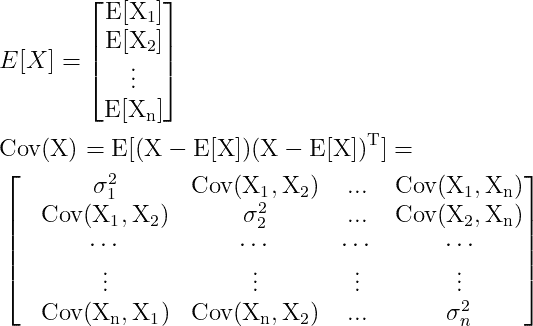 E[X] = [E[X₁]
E[X₂]
⋮
E[Xₙ]]
Cov(X) = E[(X − E[X])(X − E[X])ᵀ] =
[σ₁² Cov(X₁, X₂) ... Cov(X₁, Xₙ)
Cov(X₁, X₂) σ₂² ... Cov(X₂, Xₙ)
⋯ ⋯ ⋯ ⋯
⋮ ⋮ ⋮ ⋮
Cov(Xₙ, X₁) Cov(Xₙ, X₂) ... σₙ²]